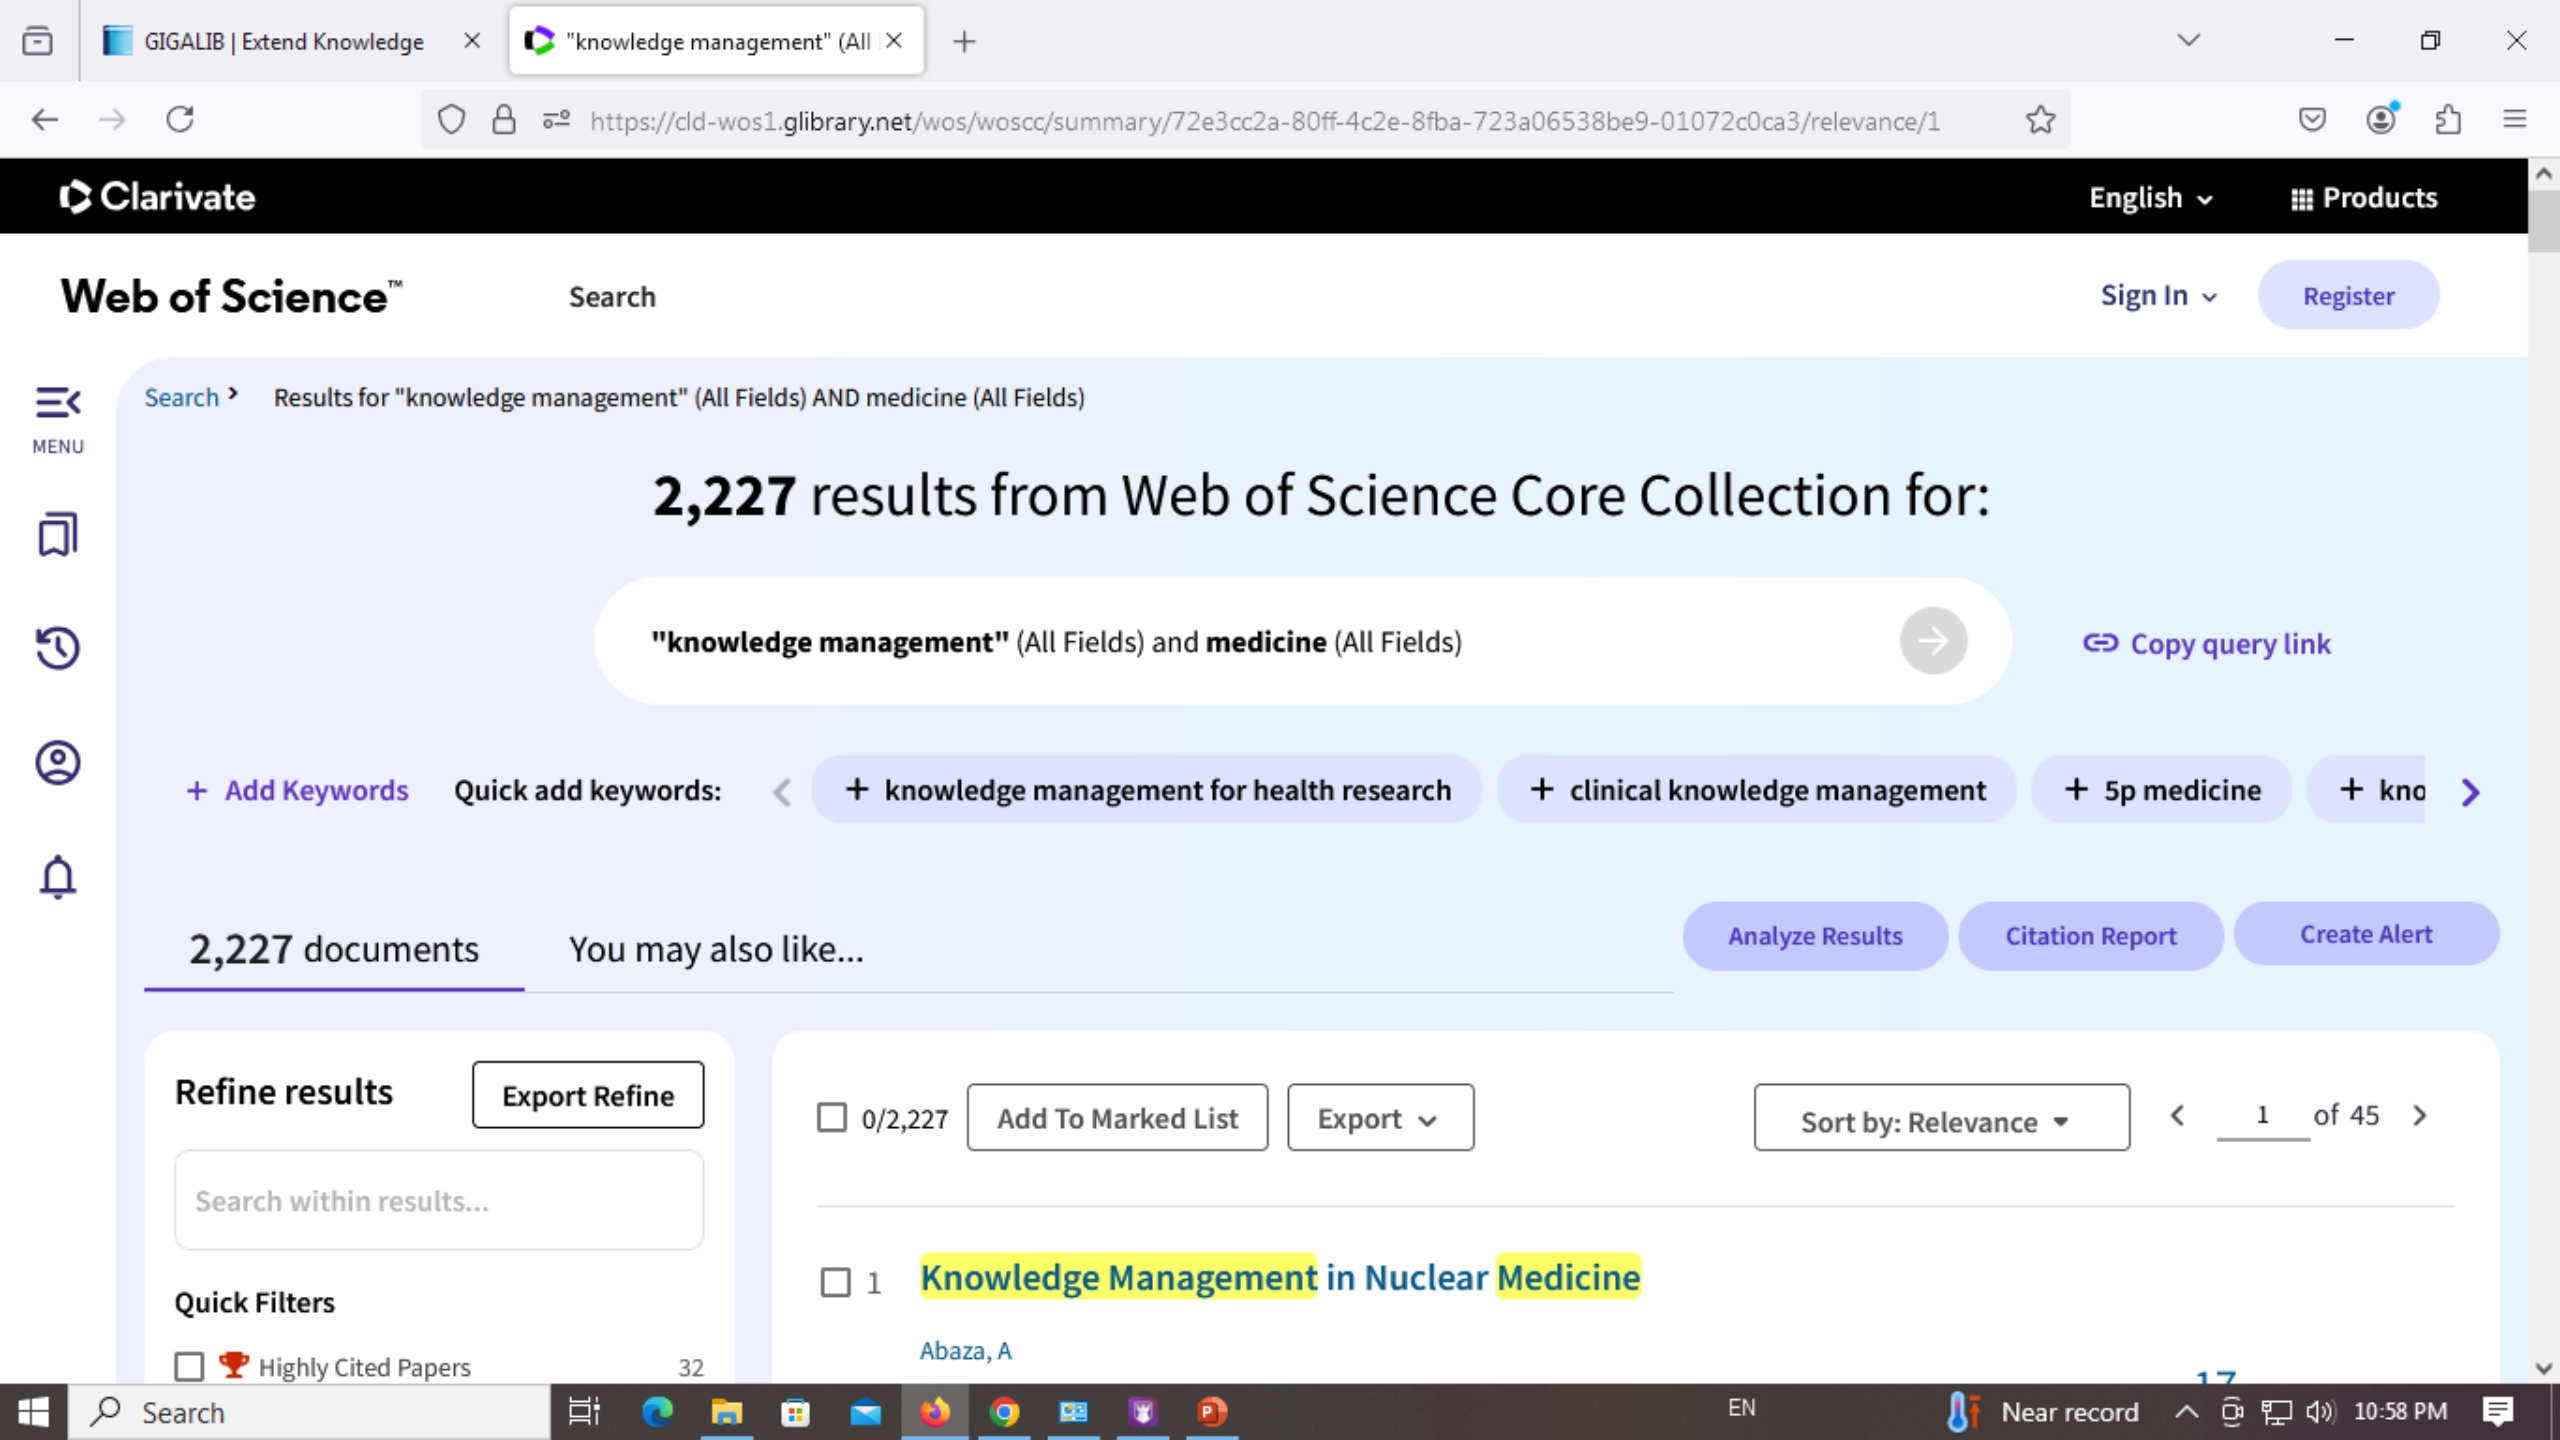 GIGALIB | Extend Knowledge
"knowledge management" (All
https://cld-wos1.glibrary.net/wos/woscc/summary/72e3cc2a-80ff-4c2e-8fba-723a06538be9-01072c0ca3/relevance/1
Clarivate
English
Products
Web of Science™
Search
Sign In
Register
MENU
Search
Results for "knowledge management" (All Fields) AND medicine (All Fields)
2,227 results from Web of Science Core Collection for:
"knowledge management" (All Fields) and medicine (All Fields)
Copy query link
+ Add Keywords
Quick add keywords:
+ knowledge management for health research
+ clinical knowledge management
+ 5p medicine
+ kno
2,227 documents
You may also like...
Analyze Results
Citation Report
Create Alert
Refine results
Export Refine
Search within results...
Quick Filters
Highly Cited Papers
32
0/2,227
Add To Marked List
Export
Sort by: Relevance
1 of 45
1
Knowledge Management in Nuclear Medicine
Abaza, A
17
Search
EN
Near record
10:58 PM